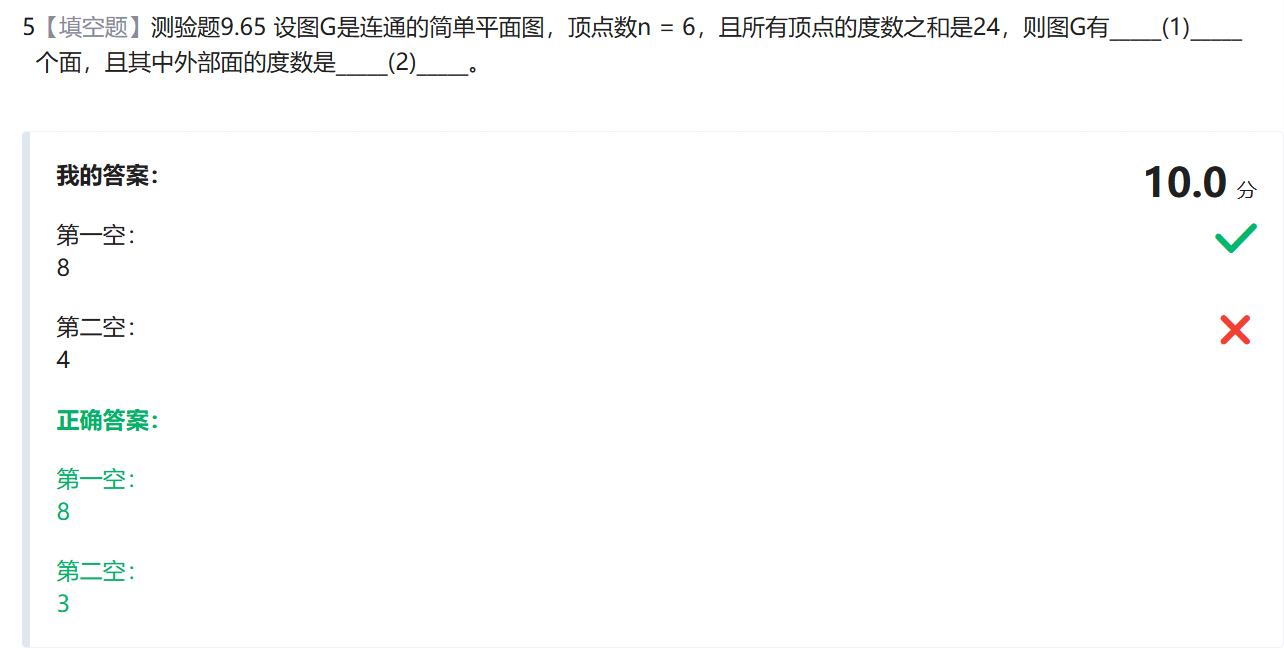 5【填空题】测验题9.65 设图G是连通的简单平面图，顶点数n = 6，且所有顶点的度数之和是24，则图G有_____(1)_____
个面，且其中外部面的度数是_____(2)_____。
我的答案：
10.0 分
第一空：
8
第二空：
4
正确答案：
第一空：
8
第二空：
3